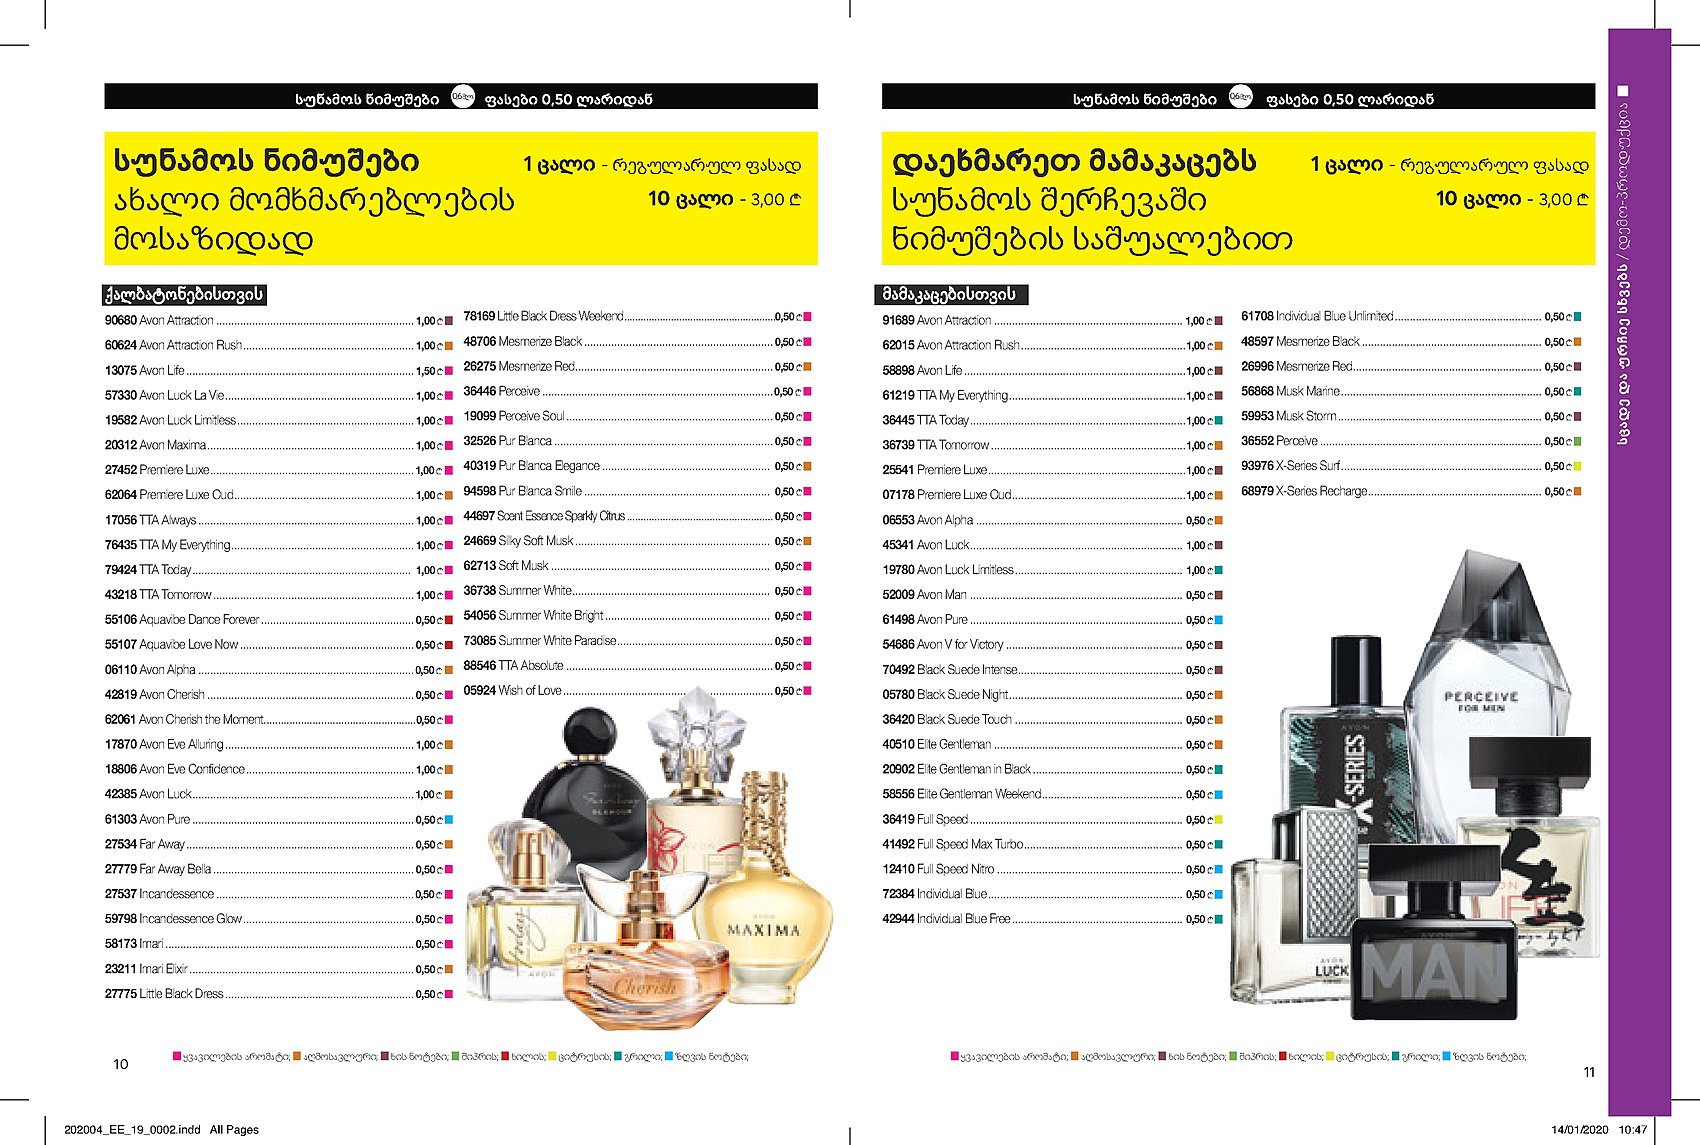 სუნამოს ნიმუშები 0,6მლ ფასები 0,50 ლარიდან
სუნამოს ნიმუშები
ახალი მომხმარებლების
მოსაზიდად
1 ცალი - რეგულარულ ფასად
10 ცალი - 3,00 ₾
ქალბატონებისთვის
90680 Avon Attraction 1,00 ₾
60624 Avon Attraction Rush 1,00 ₾
13075 Avon Life 1,50 ₾
57330 Avon Luck La Vie 1,00 ₾
19582 Avon Luck Limitless 1,00 ₾
20312 Avon Maxima 1,00 ₾
27452 Premiere Luxe 1,00 ₾
62064 Premiere Luxe Oud 1,00 ₾
17056 TTA Always 1,00 ₾
76435 TTA My Everything 1,00 ₾
79424 TTA Today 1,00 ₾
43218 TTA Tomorrow 1,00 ₾
55106 Aquavibe Dance Forever 0,50 ₾
55107 Aquavibe Love Now 0,50 ₾
06110 Avon Alpha 0,50 ₾
42819 Avon Cherish 0,50 ₾
62061 Avon Cherish the Moment 0,50 ₾
17870 Avon Eve Alluring 1,00 ₾
18806 Avon Eve Confidence 1,00 ₾
42385 Avon Luck 1,00 ₾
61303 Avon Pure 0,50 ₾
27534 Far Away 0,50 ₾
27779 Far Away Bella 0,50 ₾
27537 Incandessence 0,50 ₾
59798 Incandessence Glow 0,50 ₾
58173 Imari 0,50 ₾
23211 Imari Elixir 0,50 ₾
27775 Little Black Dress 0,50 ₾
78169 Little Black Dress Weekend 0,50 ₾
48706 Mesmerize Black 0,50 ₾
26275 Mesmerize Red 0,50 ₾
36446 Perceive 0,50 ₾
19099 Perceive Soul 0,50 ₾
32526 Pur Blanca 0,50 ₾
40319 Pur Blanca Elegance 0,50 ₾
94598 Pur Blanca Smile 0,50 ₾
44697 Scent Essence Sparkly Citrus 0,50 ₾
24669 Silky Soft Musk 0,50 ₾
62713 Soft Musk 0,50 ₾
36738 Summer White 0,50 ₾
54056 Summer White Bright 0,50 ₾
73085 Summer White Paradise 0,50 ₾
88546 TTA Absolute 0,50 ₾
05924 Wish of Love 0,50 ₾
AVON
LIFE
MAXIMA
Cherish
AVON
ყვავილების არომატი; აღმოსავლური; ხის ნოტები; შიპრის; ხილის; ციტრუსის; გრილი; ზღვის ნოტები;
10
სუნამოს ნიმუშები 0,6მლ ფასები 0,50 ლარიდან
დაეხმარეთ მამაკაცებს
სუნამოს შერჩევაში
ნიმუშების საშუალებით
1 ცალი - რეგულარულ ფასად
10 ცალი - 3,00 ₾
მამაკაცებისთვის
91689 Avon Attraction 1,00 ₾
62015 Avon Attraction Rush 1,00 ₾
58898 Avon Life 1,00 ₾
61219 TTA My Everything 1,00 ₾
36445 TTA Today 1,00 ₾
36739 TTA Tomorrow 1,00 ₾
25541 Premiere Luxe 1,00 ₾
07178 Premiere Luxe Oud 1,00 ₾
06553 Avon Alpha 0,50 ₾
45341 Avon Luck 1,00 ₾
19780 Avon Luck Limitless 1,00 ₾
52009 Avon Man 0,50 ₾
61498 Avon Pure 0,50 ₾
54686 Avon V for Victory 0,50 ₾
70492 Black Suede Intense 0,50 ₾
05780 Black Suede Night 0,50 ₾
36420 Black Suede Touch 0,50 ₾
40510 Elite Gentleman 0,50 ₾
20902 Elite Gentleman in Black 0,50 ₾
58556 Elite Gentleman Weekend 0,50 ₾
36419 Full Speed 0,50 ₾
41492 Full Speed Max Turbo 0,50 ₾
12410 Full Speed Nitro 0,50 ₾
72384 Individual Blue 0,50 ₾
42944 Individual Blue Free 0,50 ₾
61708 Individual Blue Unlimited 0,50 ₾
48597 Mesmerize Black 0,50 ₾
26996 Mesmerize Red 0,50 ₾
56868 Musk Marine 0,50 ₾
59953 Musk Storm 0,50 ₾
36552 Perceive 0,50 ₾
93976 X-Series Surf 0,50 ₾
68979 X-Series Recharge 0,50 ₾
PERCEIVE
FOR MEN
AVON
X-SERIES
AVON
LUCK
MAN
ყვავილების არომატი; აღმოსავლური; ხის ნოტები; შიპრის; ხილის; ციტრუსის; გრილი; ზღვის ნოტები;
11
სცადე და ურჩიე სხვებს / დემო-პროდუქცია
202004_EE_19_0002.indd All Pages
14/01/2020 10:47